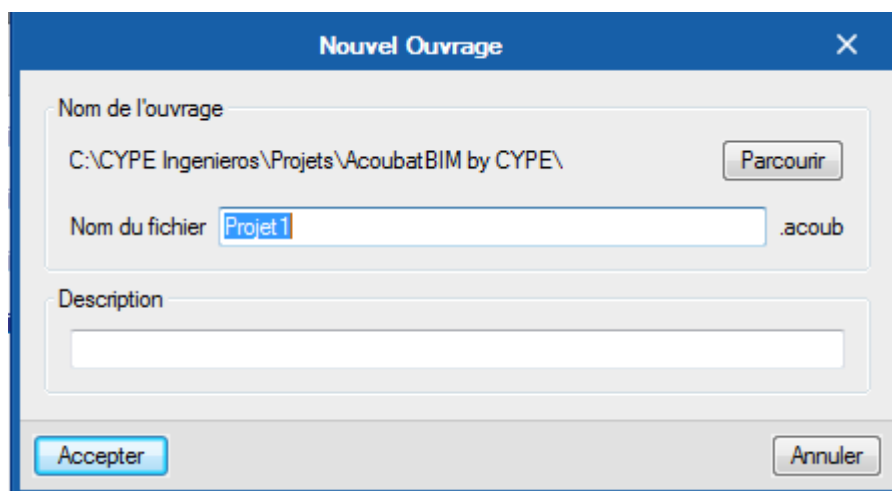 Nouvel Ouvrage
Nom de l'ouvrage
C:\CYPE Ingenieros\Projets\AcoubatBIM by CYPE\ Parcourir
Nom du fichier Projet1 .acoub
Description
Accepter Annuler